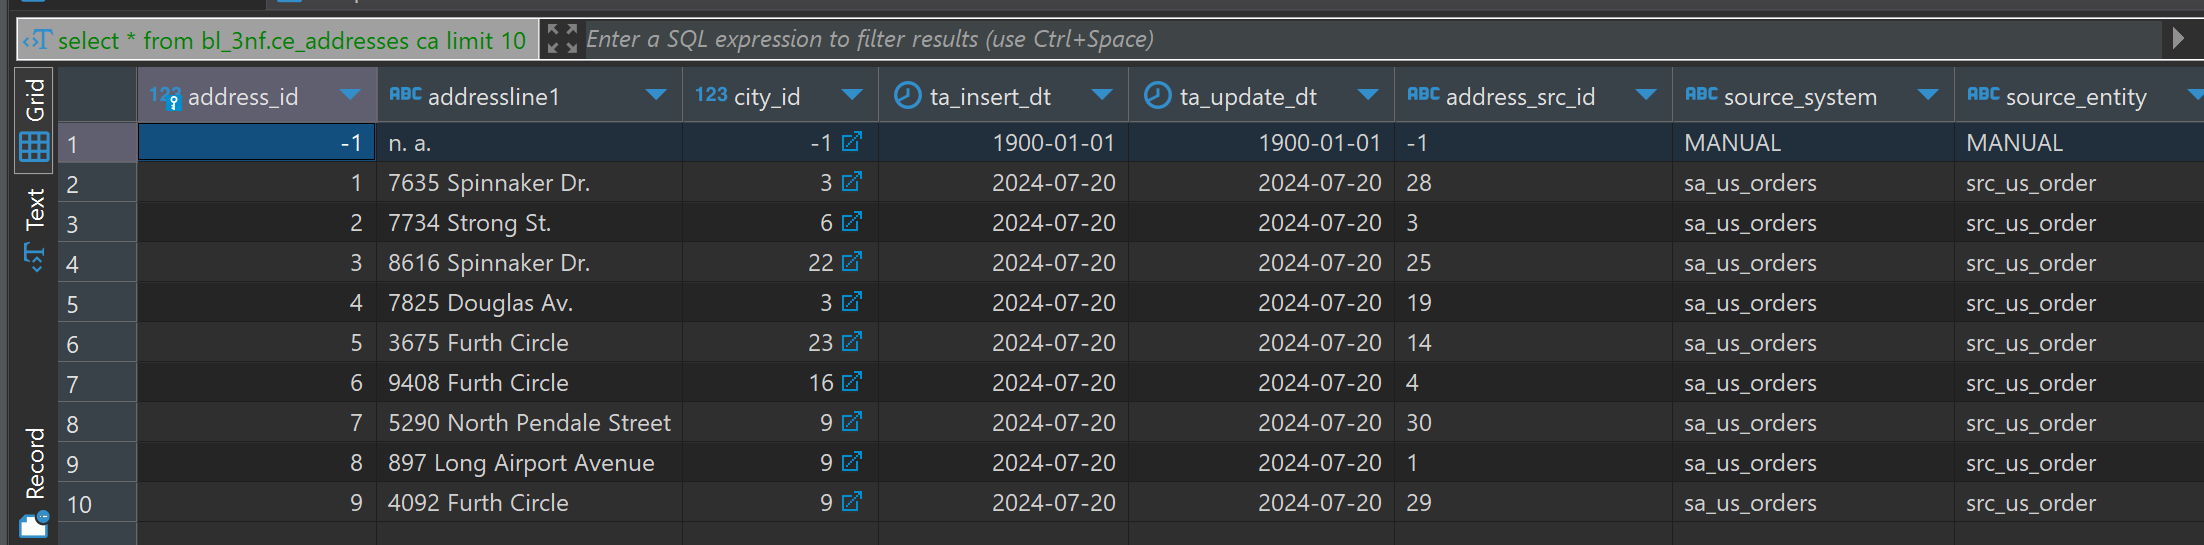 select * from bl_3nf.ce_addresses ca limit 10 Enter a SQL expression to filter results (use Ctrl+Space)
Grid
Text
Record
123 address_id ABC addressline1 123 city_id ta_insert_dt ta_update_dt ABC address_src_id ABC source_system ABC source_entity
1 -1 n. a. -1 1900-01-01 1900-01-01 -1 MANUAL MANUAL
2 1 7635 Spinnaker Dr. 3 2024-07-20 2024-07-20 28 sa_us_orders src_us_order
3 2 7734 Strong St. 6 2024-07-20 2024-07-20 3 sa_us_orders src_us_order
4 3 8616 Spinnaker Dr. 22 2024-07-20 2024-07-20 25 sa_us_orders src_us_order
5 4 7825 Douglas Av. 3 2024-07-20 2024-07-20 19 sa_us_orders src_us_order
6 5 3675 Furth Circle 23 2024-07-20 2024-07-20 14 sa_us_orders src_us_order
7 6 9408 Furth Circle 16 2024-07-20 2024-07-20 4 sa_us_orders src_us_order
8 7 5290 North Pendale Street 9 2024-07-20 2024-07-20 30 sa_us_orders src_us_order
9 8 897 Long Airport Avenue 9 2024-07-20 2024-07-20 1 sa_us_orders src_us_order
10 9 4092 Furth Circle 9 2024-07-20 2024-07-20 29 sa_us_orders src_us_order